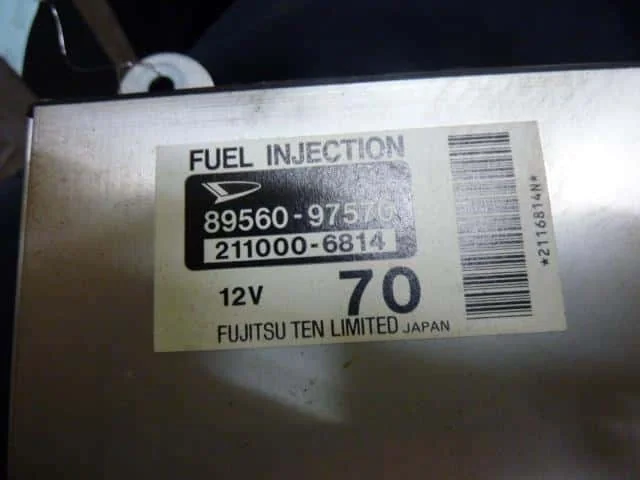 FUEL INJECTION
89560-97570
211000-6814
12V 70
FUJITSU TEN LIMITED JAPAN
*2116814N*